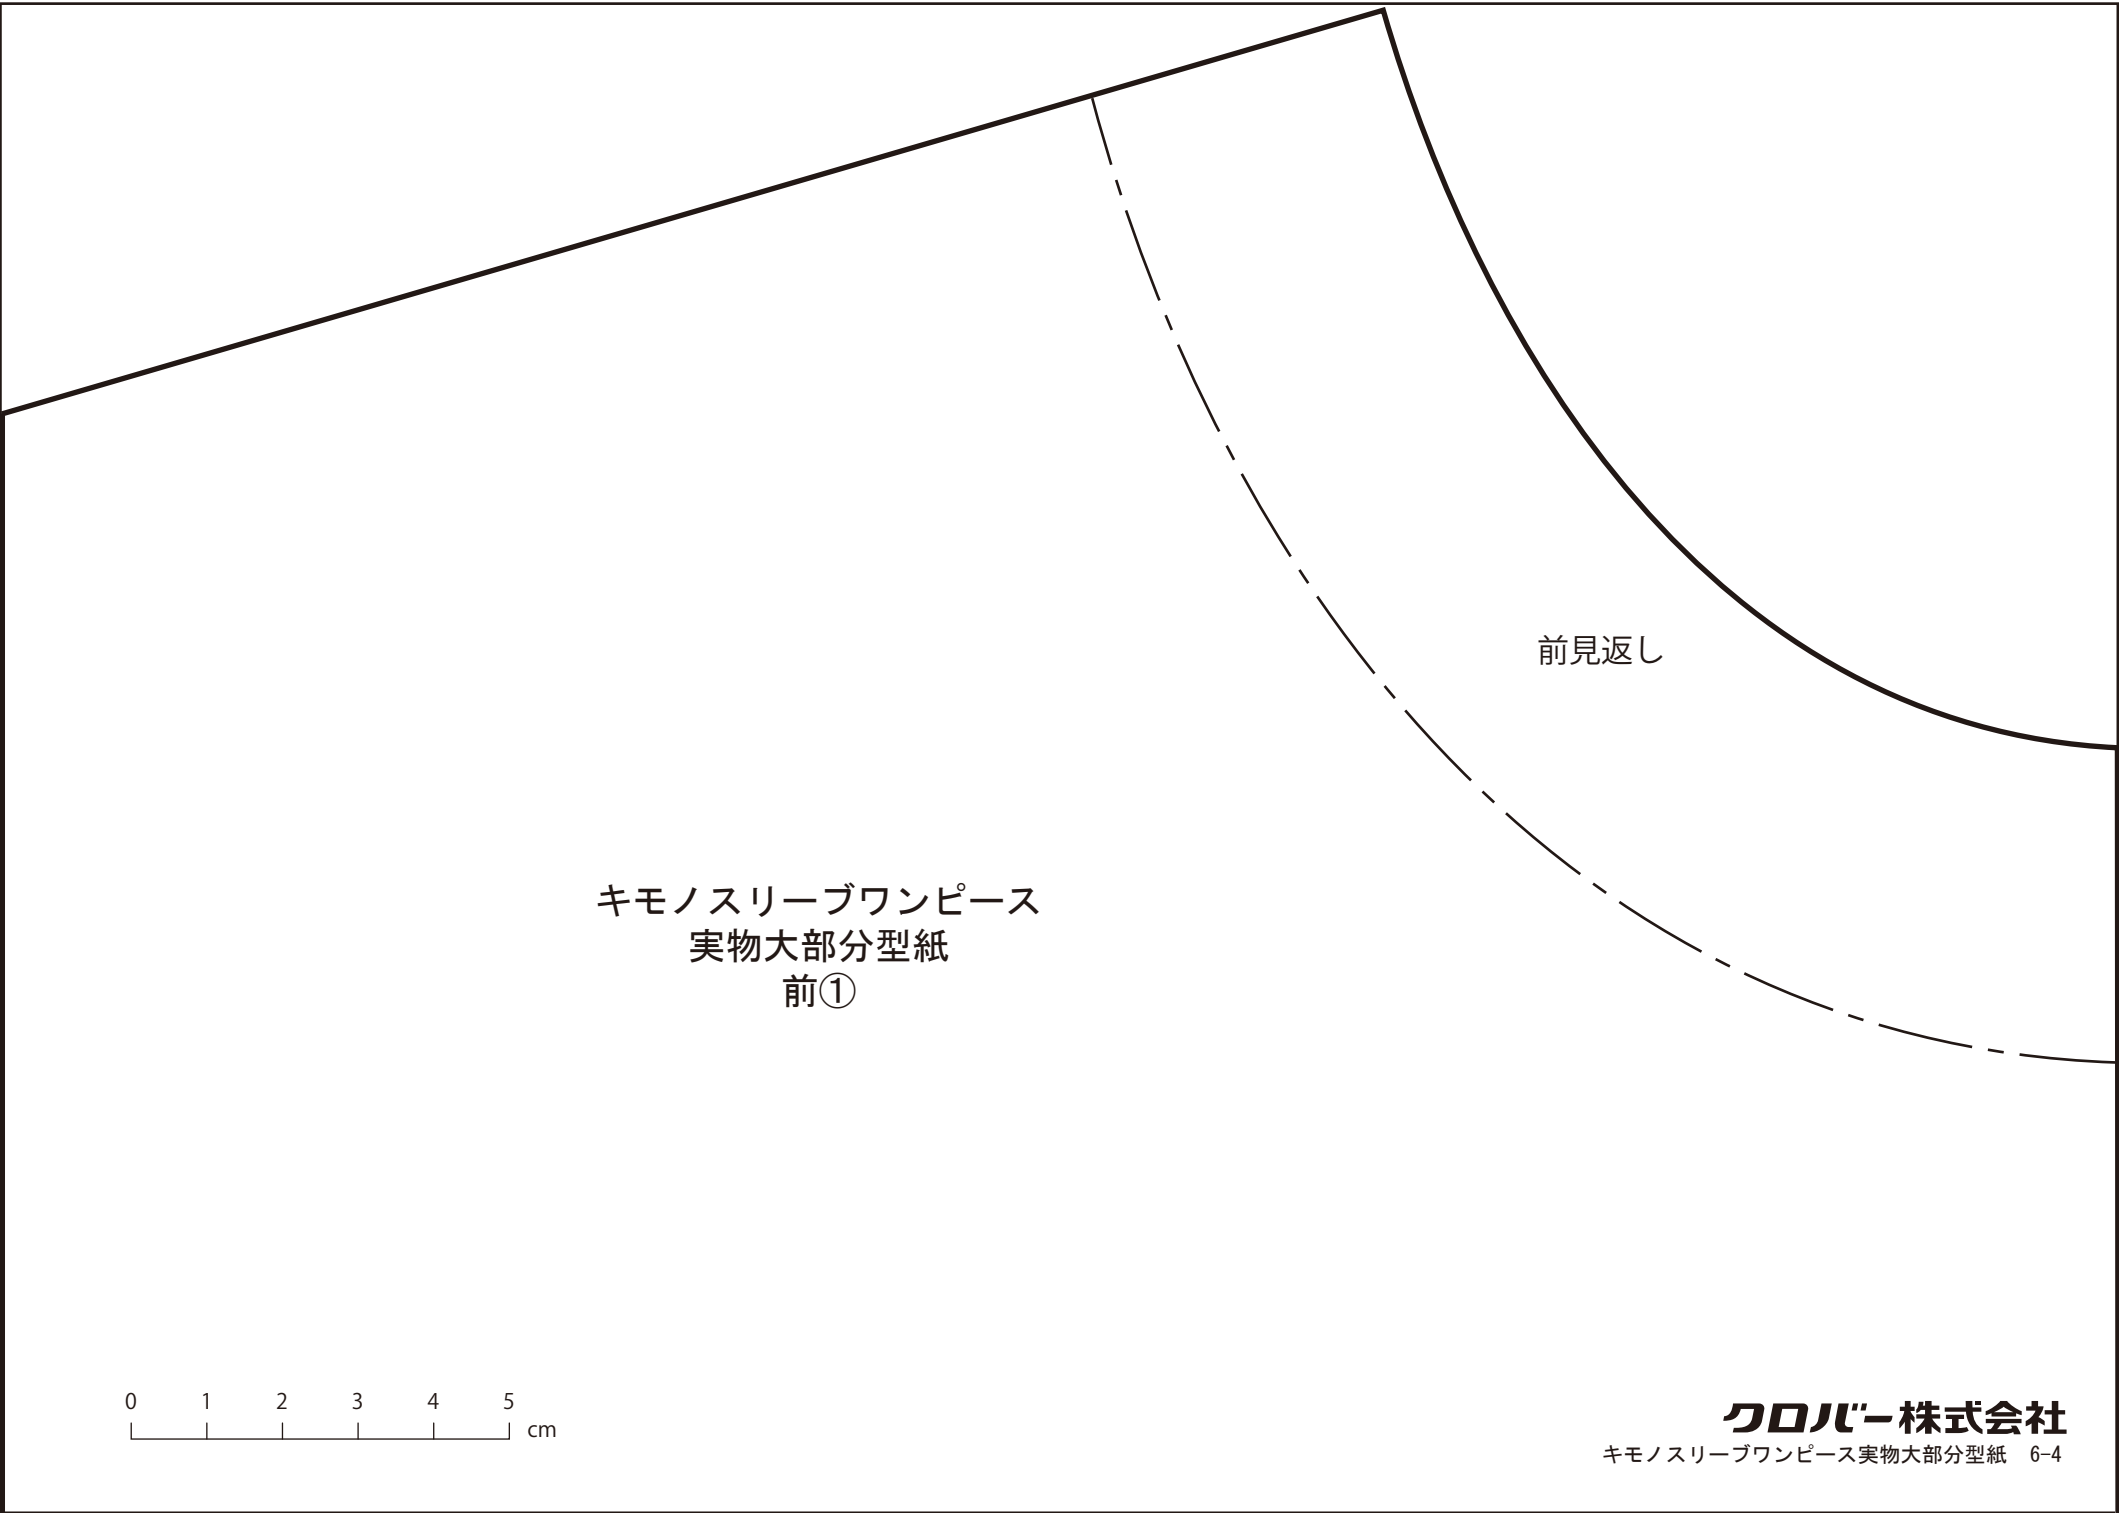 前見返し
キモノスリーブワンピース
実物大部分型紙
前①
0 1 2 3 4 5
cm
クロバー株式会社
キモノスリーブワンピース実物大部分型紙 6-4